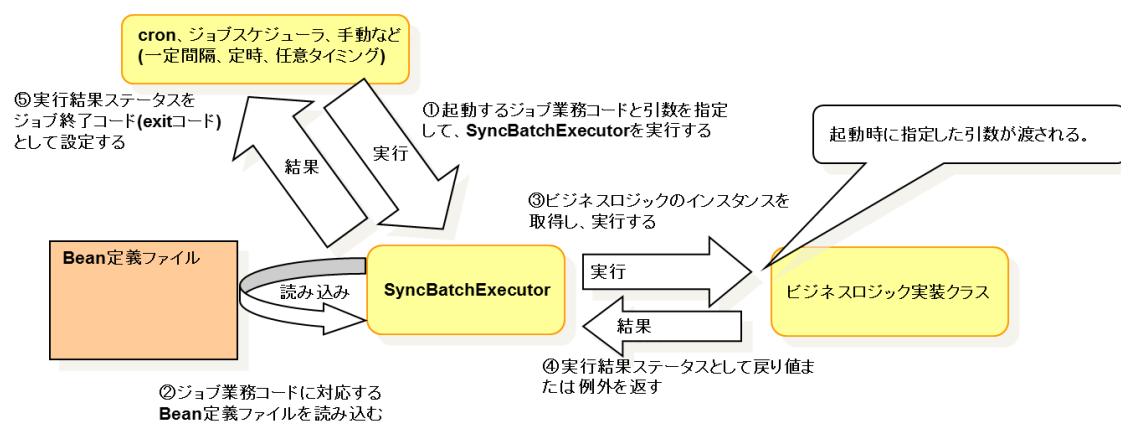 cron、ジョブスケジューラ、手動など
(一定間隔、定時、任意タイミング)
⑤実行結果ステータスを
ジョブ終了コード(exitコード)
として設定する
①起動するジョブ業務コードと引数を指定
して、SyncBatchExecutorを実行する
結果
実行
起動時に指定した引数が渡される。
③ビジネスロジックのインスタンスを
取得し、実行する
Bean定義ファイル
読み込み
SyncBatchExecutor
実行
ビジネスロジック実装クラス
結果
④実行結果ステータスとして戻り値ま
たは例外を返す
②ジョブ業務コードに対応する
Bean定義ファイルを読み込む